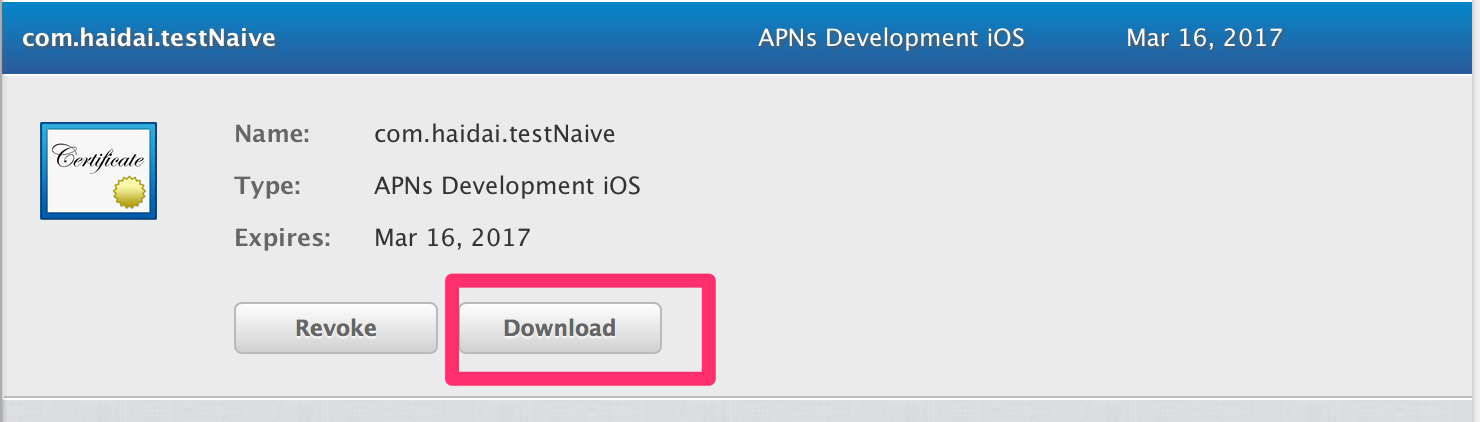 com.haidai.testNaive APNs Development iOS Mar 16, 2017
Certificate
Name: com.haidai.testNaive
Type: APNs Development iOS
Expires: Mar 16, 2017
Revoke Download